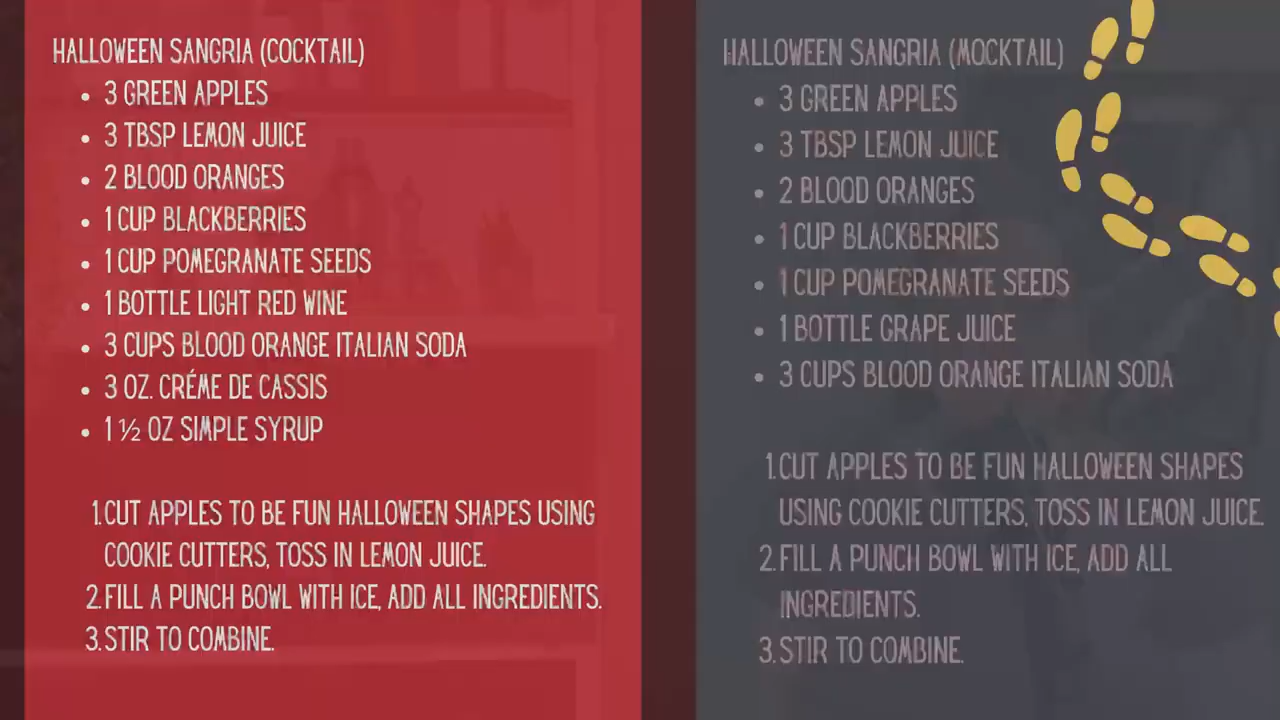 HALLOWEEN SANGRIA (COCKTAIL)
• 3 GREEN APPLES
• 3 TBSP LEMON JUICE
• 2 BLOOD ORANGES
• 1 CUP BLACKBERRIES
• 1 CUP POMEGRANATE SEEDS
• 1 BOTTLE LIGHT RED WINE
• 3 CUPS BLOOD ORANGE ITALIAN SODA
• 3 OZ. CRÉME DE CASSIS
• 1 ½ OZ SIMPLE SYRUP
1. CUT APPLES TO BE FUN HALLOWEEN SHAPES USING
COOKIE CUTTERS, TOSS IN LEMON JUICE.
2. FILL A PUNCH BOWL WITH ICE, ADD ALL INGREDIENTS.
3. STIR TO COMBINE.
HALLOWEEN SANGRIA (MOCKTAIL)
• 3 GREEN APPLES
• 3 TBSP LEMON JUICE
• 2 BLOOD ORANGES
• 1 CUP BLACKBERRIES
• 1 CUP POMEGRANATE SEEDS
• 1 BOTTLE GRAPE JUICE
• 3 CUPS BLOOD ORANGE ITALIAN SODA
1. CUT APPLES TO BE FUN HALLOWEEN SHAPES
USING COOKIE CUTTERS, TOSS IN LEMON JUICE.
2. FILL A PUNCH BOWL WITH ICE, ADD ALL
INGREDIENTS.
3. STIR TO COMBINE.